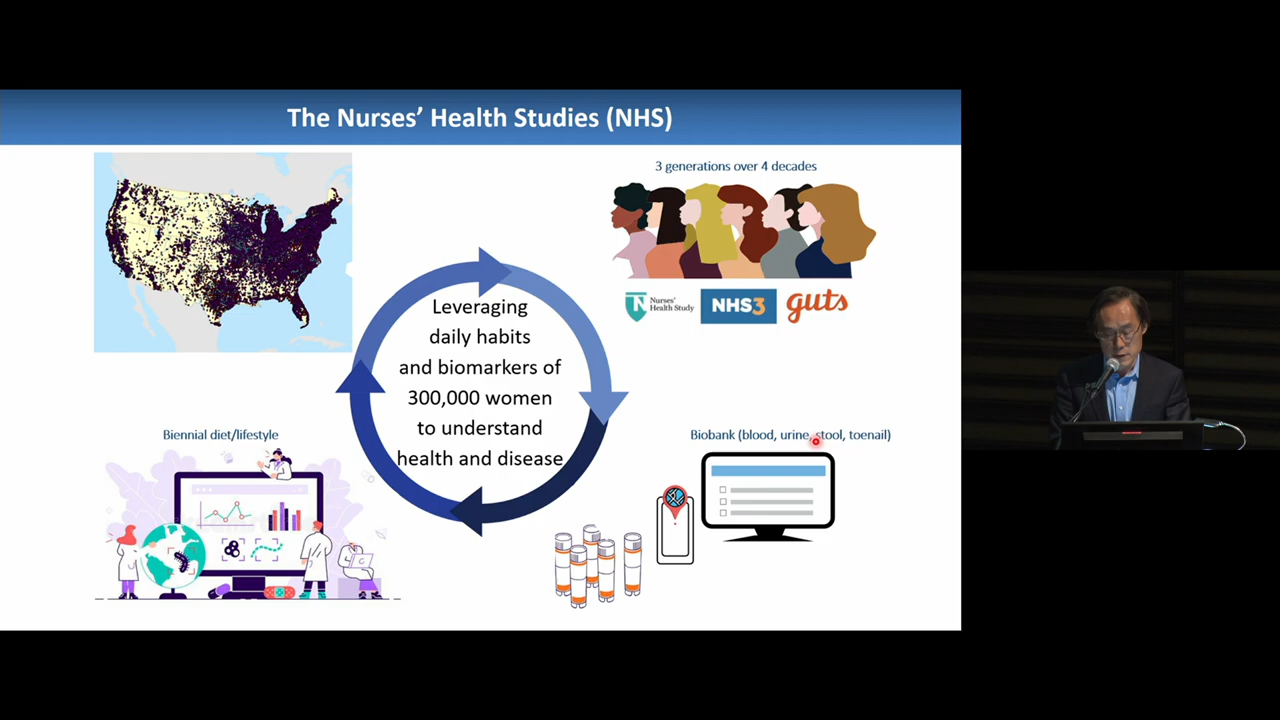 The Nurses’ Health Studies (NHS)
3 generations over 4 decades
Nurses'
Health Study
NHS3
guts
Leveraging
daily habits
and biomarkers of
300,000 women
to understand
health and disease
Biennial diet/lifestyle
Biobank (blood, urine, stool, toenail)